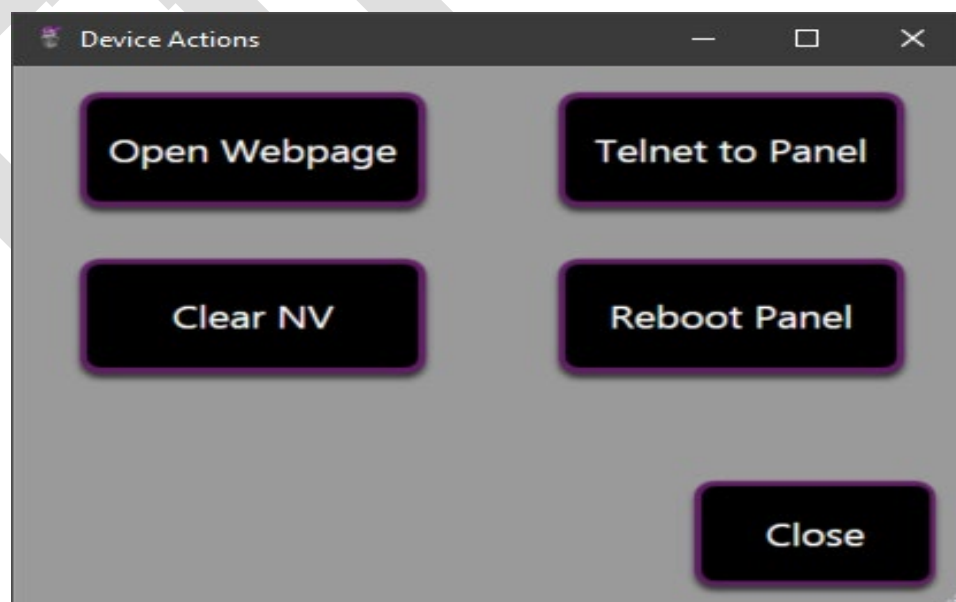 Device Actions
Open Webpage
Telnet to Panel
Clear NV
Reboot Panel
Close